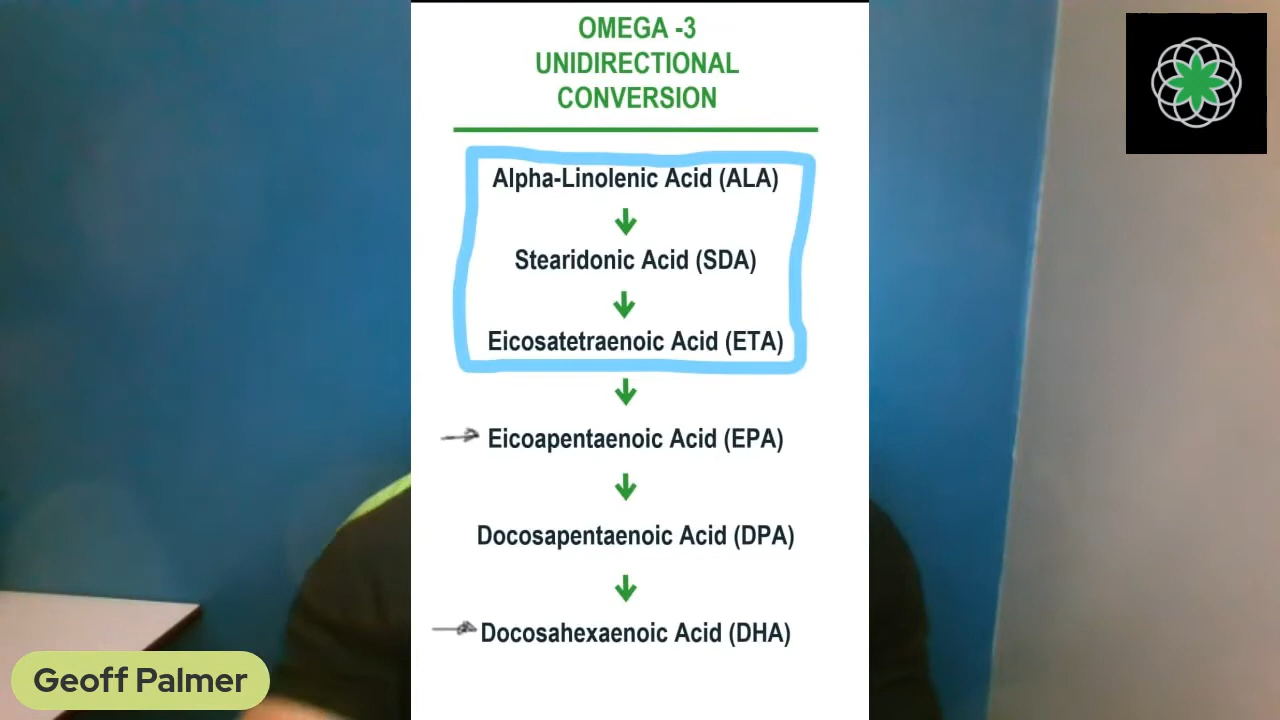 OMEGA -3
UNIDIRECTIONAL
CONVERSION
Alpha-Linolenic Acid (ALA)
Stearidonic Acid (SDA)
Eicosatetraenoic Acid (ETA)
Eicoapentaenoic Acid (EPA)
Docosapentaenoic Acid (DPA)
Docosahexaenoic Acid (DHA)
Geoff Palmer